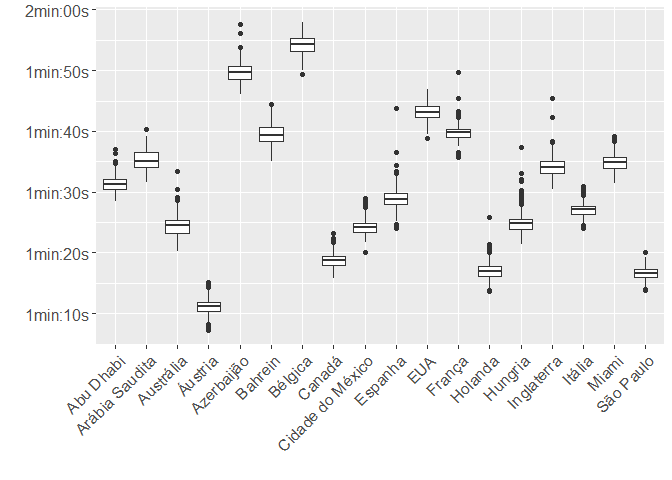 2min:00s
1min:50s
1min:40s
1min:30s
1min:20s
1min:10s
Abu Dhabi
Arábia Saudita
Austrália
Áustria
Azerbaijão
Bahrein
Bélgica
Canadá
Cidade do México
Espanha
EUA
França
Holanda
Hungria
Inglaterra
Itália
Miami
São Paulo